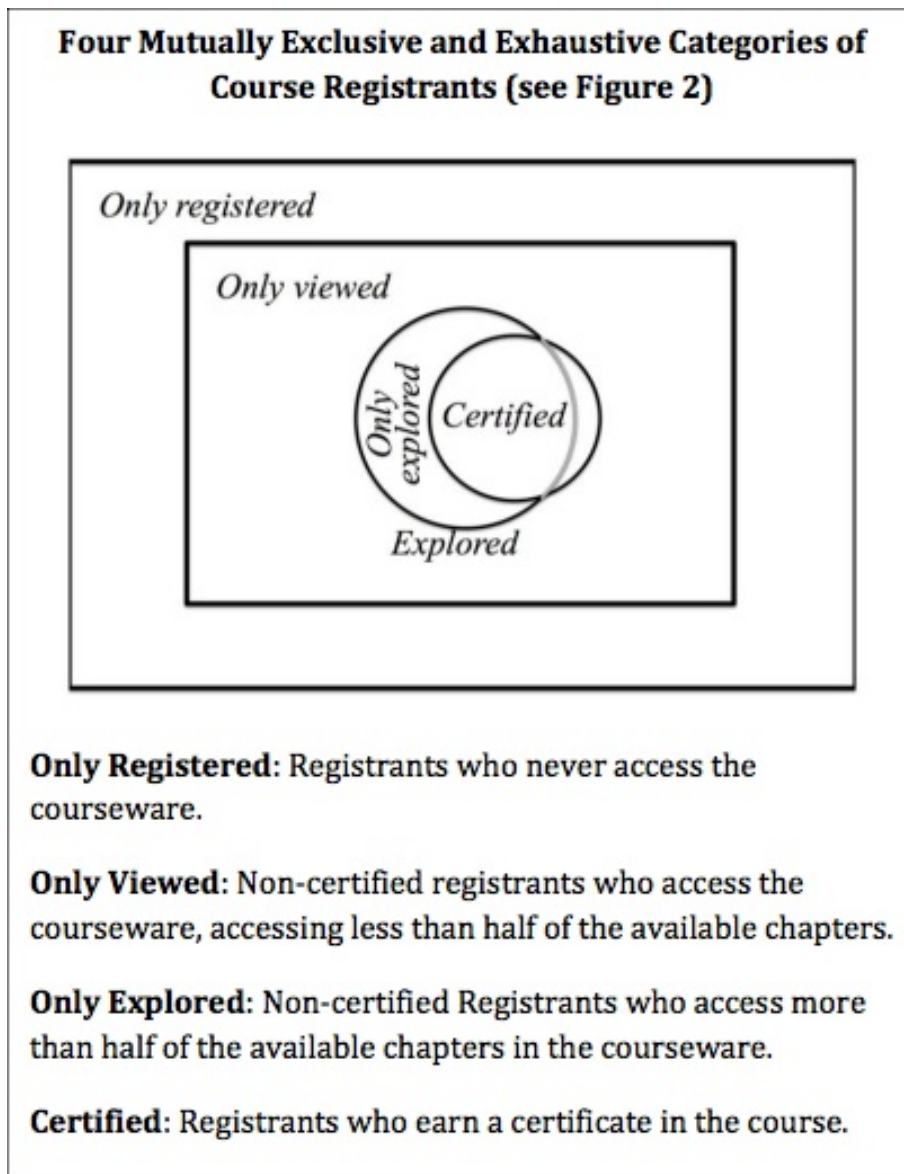 Four Mutually Exclusive and Exhaustive Categories of
Course Registrants (see Figure 2)
Only registered
Only viewed
Only
explored
Certified
Explored
Only Registered: Registrants who never access the
courseware.
Only Viewed: Non-certified registrants who access the
courseware, accessing less than half of the available chapters.
Only Explored: Non-certified Registrants who access more
than half of the available chapters in the courseware.
Certified: Registrants who earn a certificate in the course.